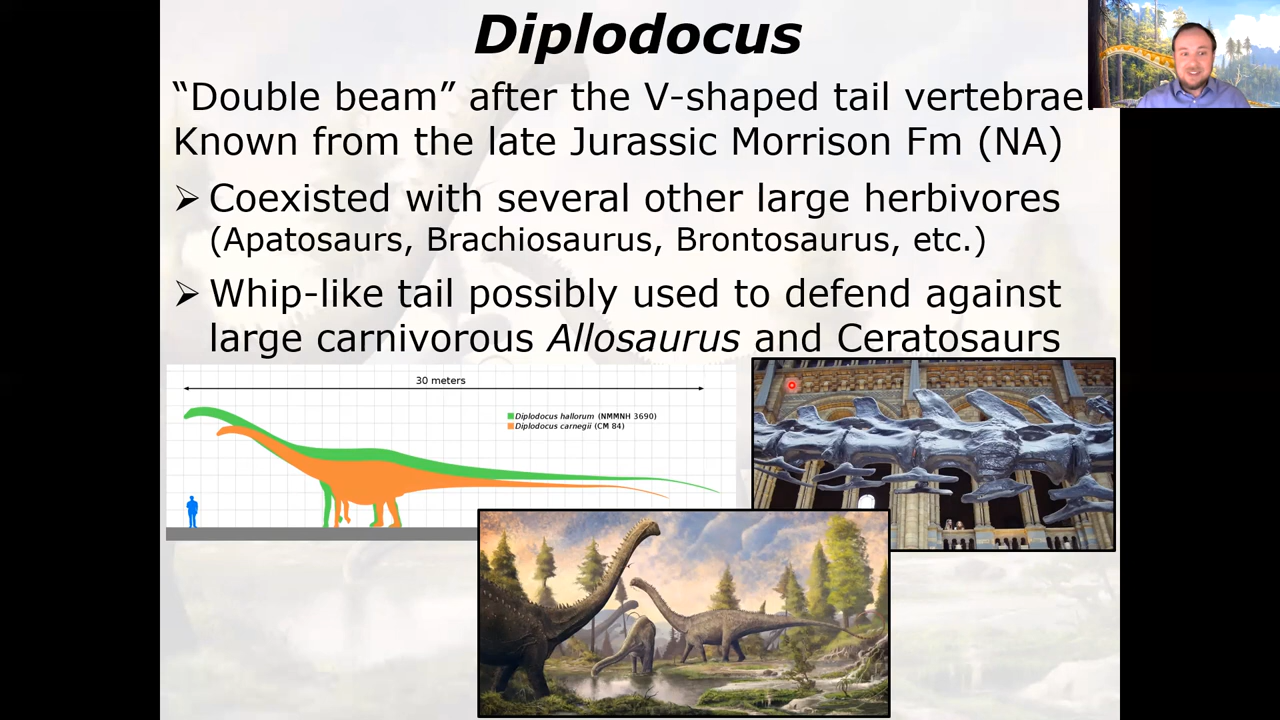 Diplodocus
“Double beam” after the V-shaped tail vertebrae
Known from the late Jurassic Morrison Fm (NA)
➢ Coexisted with several other large herbivores
(Apatosaurs, Brachiosaurus, Brontosaurus, etc.)
➢ Whip-like tail possibly used to defend against
large carnivorous Allosaurus and Ceratosaurs
30 meters
Diplodocus hallorum (NMMNH 3690)
Diplodocus carnegii (CM 84)